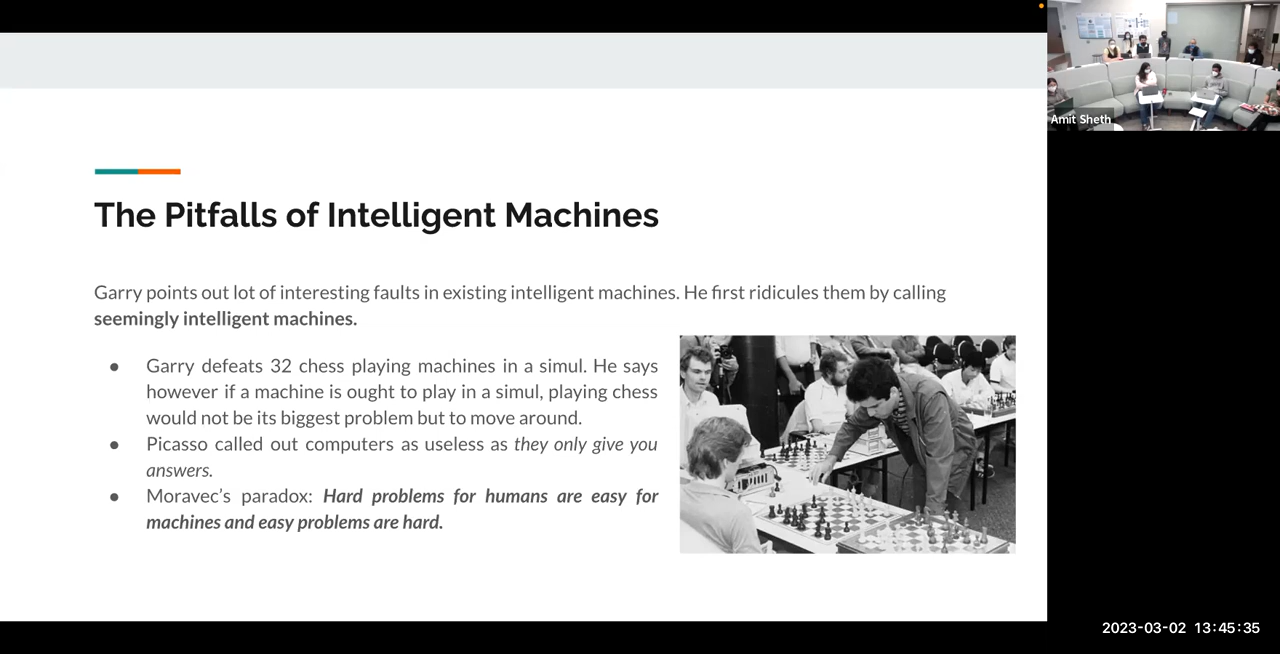 The Pitfalls of Intelligent Machines
Garry points out lot of interesting faults in existing intelligent machines. He first ridicules them by calling
seemingly intelligent machines.
● Garry defeats 32 chess playing machines in a simul. He says
however if a machine is ought to play in a simul, playing chess
would not be its biggest problem but to move around.
● Picasso called out computers as useless as they only give you
answers.
● Moravec's paradox: Hard problems for humans are easy for
machines and easy problems are hard.
Amit Sheth
2023-03-02 13:45:35